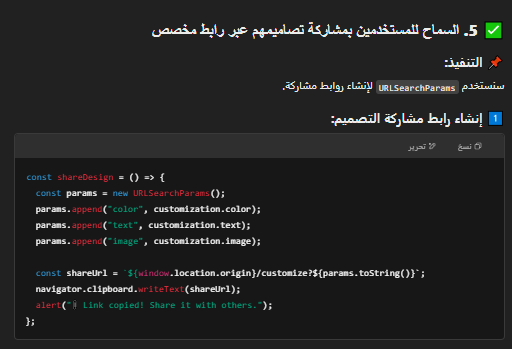 ✅ 5. السماح للمستخدمين بمشاركة تصاميمهم عبر رابط مخصص
📌 التنفيذ:
سنستخدم URLSearchParams لإنشاء روابط مشاركة.
1️⃣ إنشاء رابط مشاركة التصميم:
نسخ تحرير
const shareDesign = () => {
const params = new URLSearchParams();
params.append("color", customization.color);
params.append("text", customization.text);
params.append("image", customization.image);
const shareUrl = `${window.location.origin}/customize?${params.toString()}`;
navigator.clipboard.writeText(shareUrl);
alert(" Link copied! Share it with others.");
};